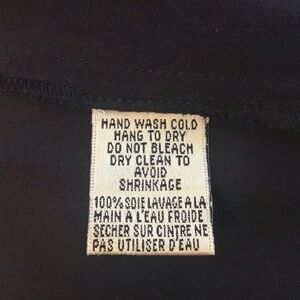 HAND WASH COLD
HANG TO DRY
DO NOT BLEACH
DRY CLEAN TO
AVOID
SHRINKAGE
100% SOIE LAVAGE A LA
MAIN A L'EAU FROIDE
SECHER SUR CINTRE NE
PAS UTILISER D'EAU